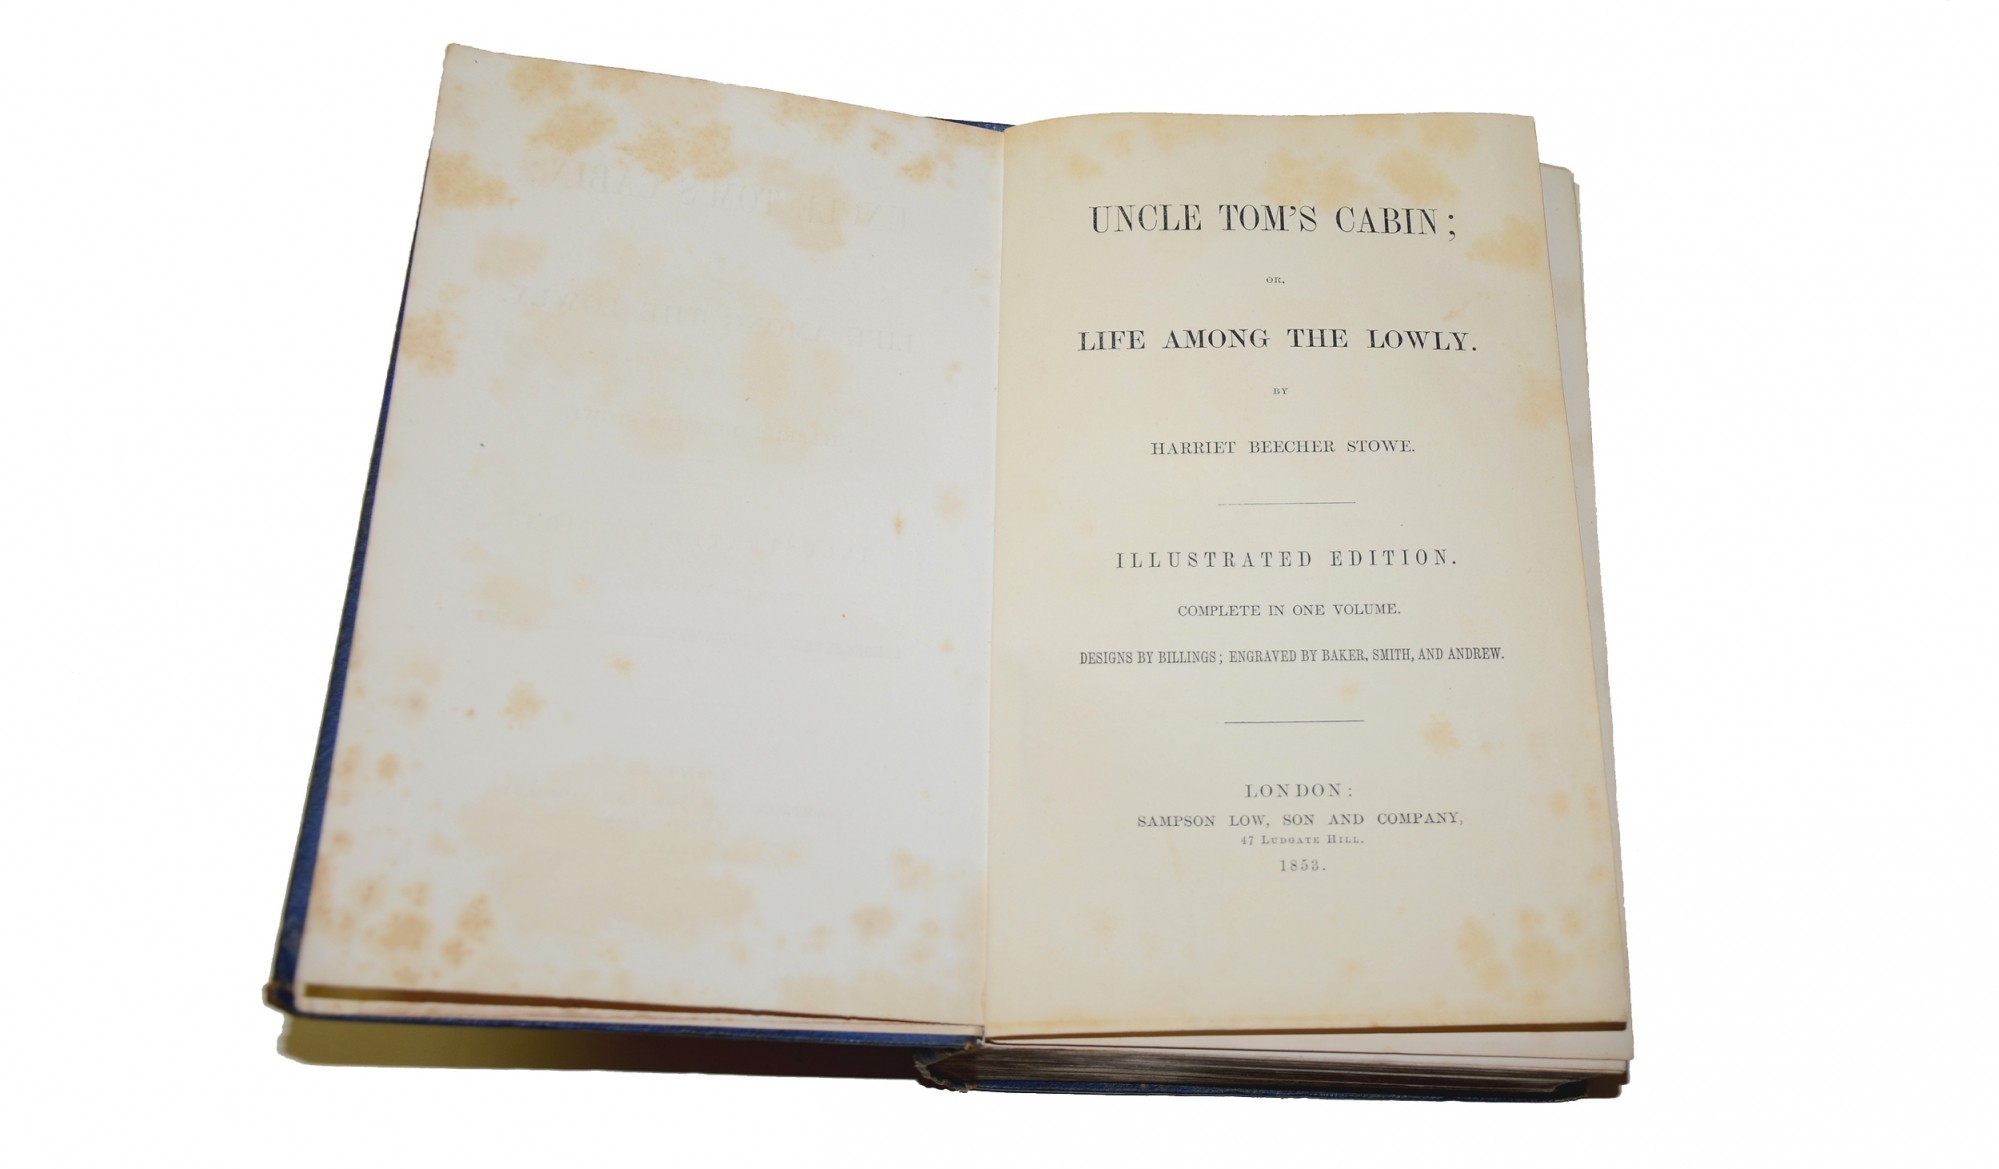 UNCLE TOM'S CABIN;
OR,
LIFE AMONG THE LOWLY.
BY
HARRIET BEECHER STOWE.
ILLUSTRATED EDITION.
COMPLETE IN ONE VOLUME.
DESIGNS BY BILLINGS; ENGRAVED BY BAKER, SMITH, AND ANDREW.
LONDON:
SAMPSON LOW, SON AND COMPANY,
47 LUDGATE HILL.
1853.